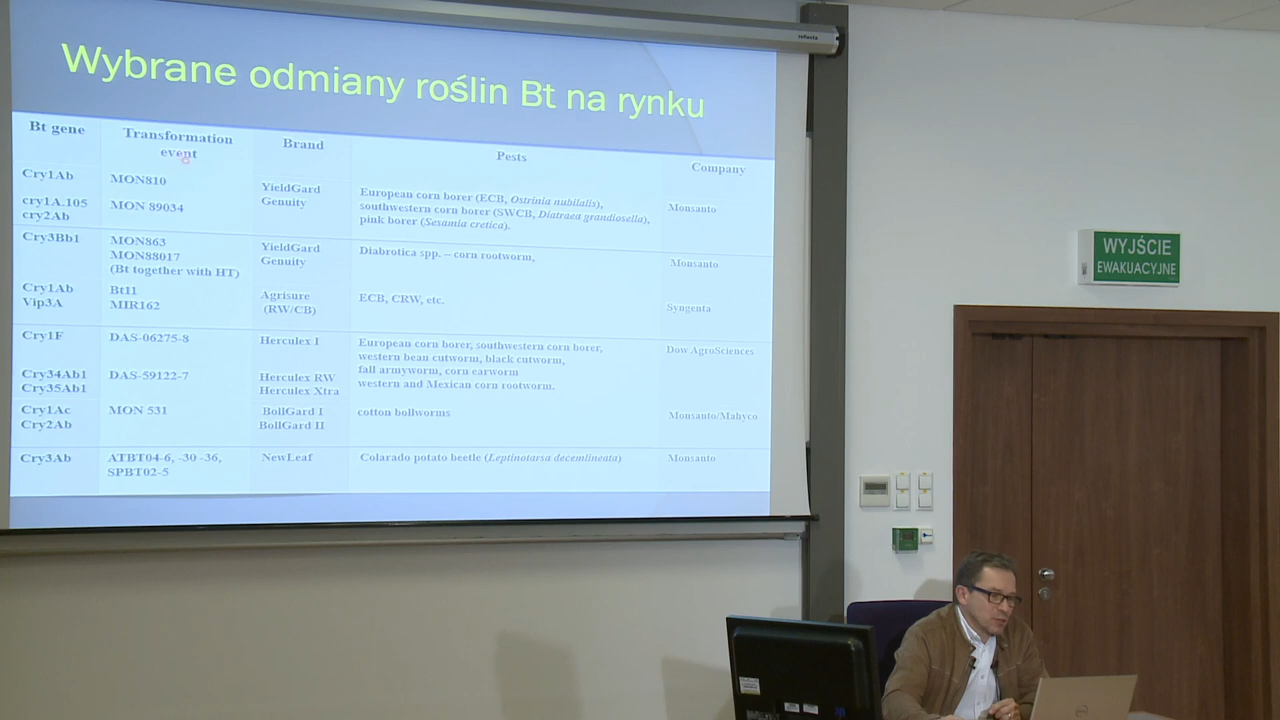 reflecta
Wybrane odmiany roślin Bt na rynku
Bt gene
Transformation
event
Brand
Pests
Company
Cry1Ab
MON810
cry1A.105
cry2Ab
MON 89034
YieldGard
Genuity
European corn borer (ECB, Ostrinia nubilalis),
southwestern corn borer (SWCB, Diatraea grandiosella),
pink borer (Sesamia cretica).
Monsanto
Cry3Bb1
MON863
MON88017
(Bt together with HT)
YieldGard
Genuity
Diabrotica spp. – corn rootworm,
Monsanto
Cry1Ab
Vip3A
Bt11
MIR162
Agrisure
(RW/CB)
ECB, CRW, etc.
Syngenta
Cry1F
DAS-06275-8
Herculex I
European corn borer, southwestern corn borer,
western bean cutworm, black cutworm,
fall armyworm, corn earworm
western and Mexican corn rootworm.
Dow AgroSciences
Cry34Ab1
Cry35Ab1
DAS-59122-7
Herculex RW
Herculex Xtra
Cry1Ac
Cry2Ab
MON 531
BollGard I
BollGard II
cotton bollworms
Monsanto/Mahyco
Cry3Ab
ATBT04-6, -30 -36,
SPBT02-5
NewLeaf
Colarado potato beetle (Leptinotarsa decemlineata)
Monsanto
WYJŚCIE
EWAKUACYJNE
DELL